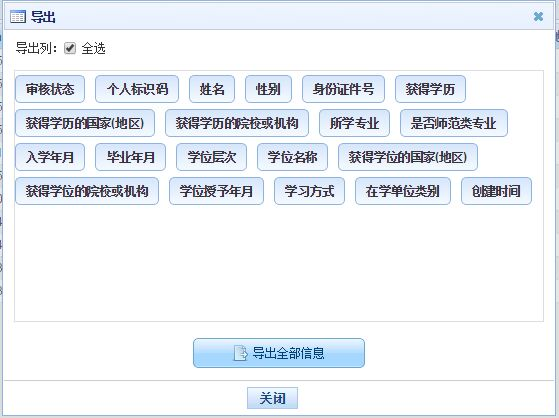 导出
导出列: 全选
审核状态 个人标识码 姓名 性别 身份证件号 获得学历
获得学历的国家(地区) 获得学历的院校或机构 所学专业 是否师范类专业
入学年月 毕业年月 学位层次 学位名称 获得学位的国家(地区)
获得学位的院校或机构 学位授予年月 学习方式 在学单位类别 创建时间
导出全部信息
关闭